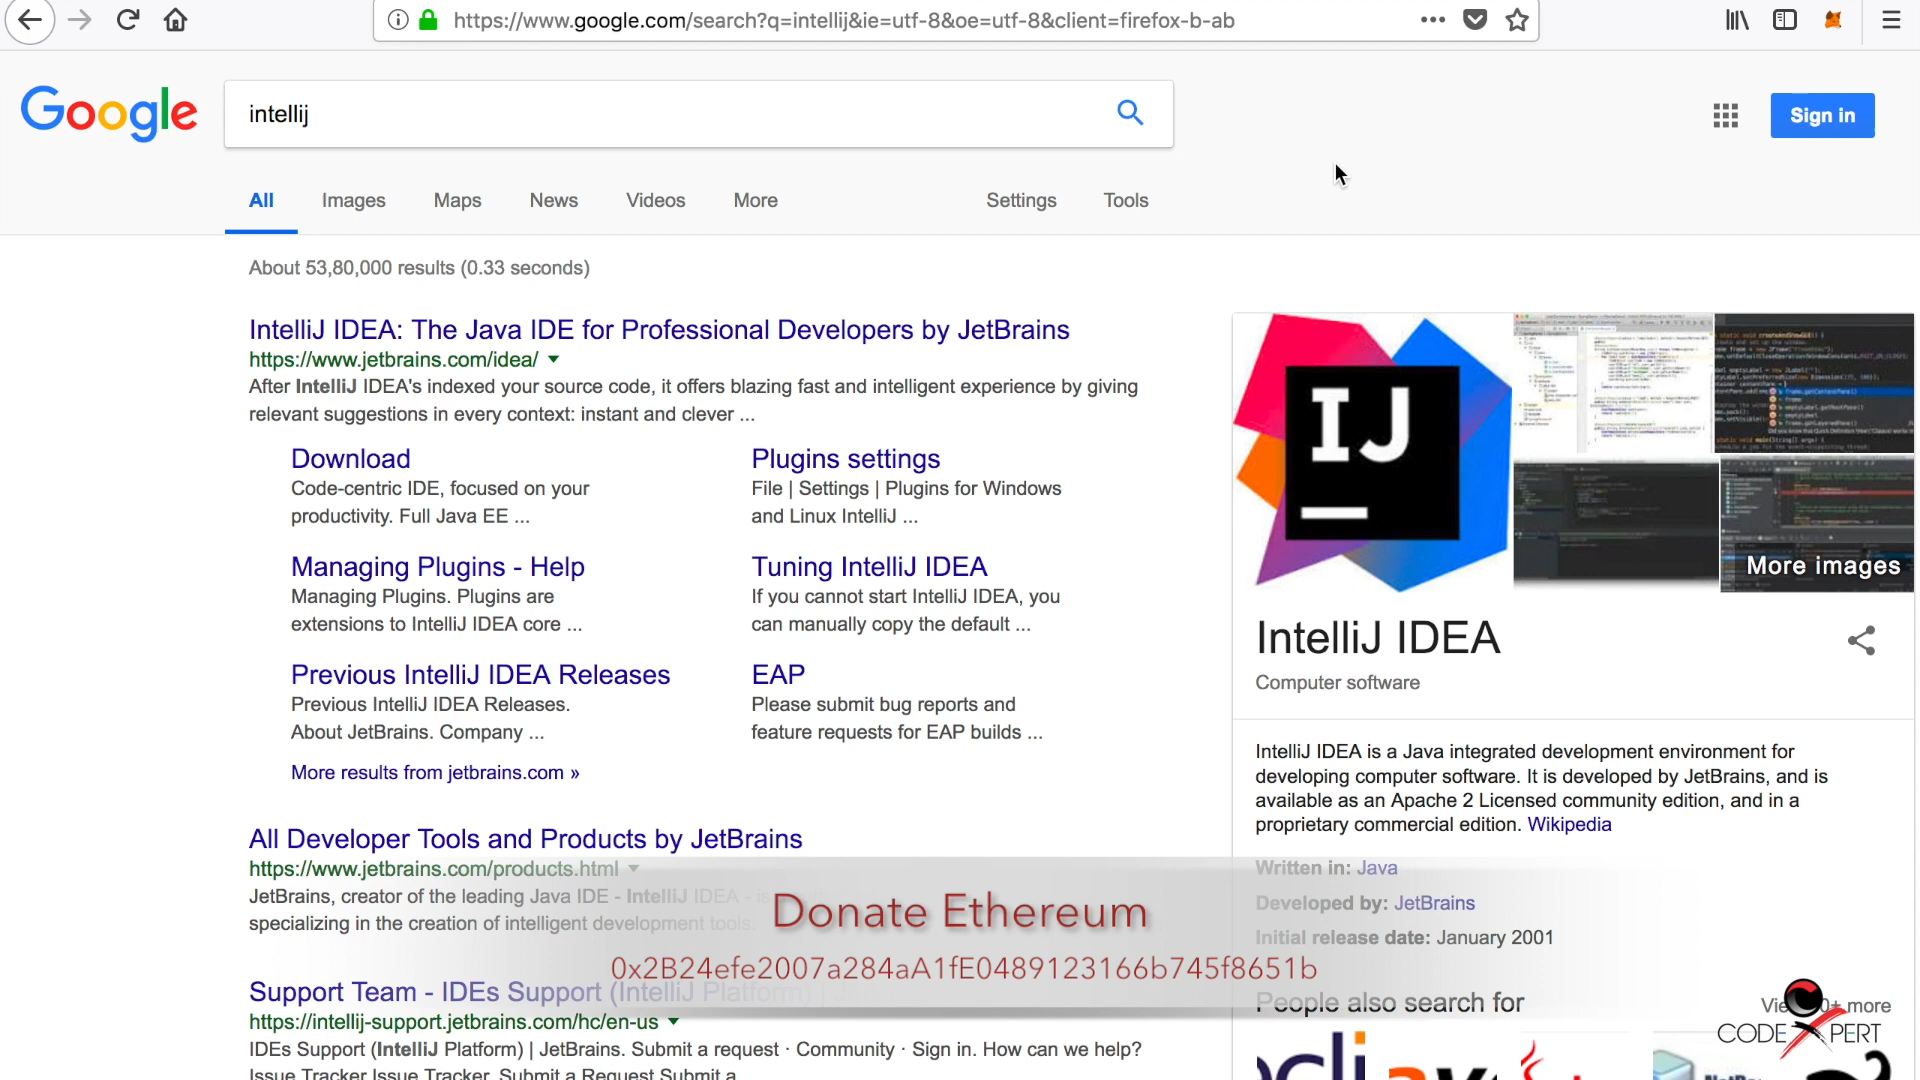 https://www.google.com/search?q=intellij&ie=utf-8&oe=utf-8&client=firefox-b-ab
Google
intellij
Sign in
All Images Maps News Videos More Settings Tools
About 53,80,000 results (0.33 seconds)
IntelliJ IDEA: The Java IDE for Professional Developers by JetBrains
https://www.jetbrains.com/idea/
After IntelliJ IDEA's indexed your source code, it offers blazing fast and intelligent experience by giving
relevant suggestions in every context: instant and clever ...
Download
Code-centric IDE, focused on your
productivity. Full Java EE ...
Plugins settings
File | Settings | Plugins for Windows
and Linux IntelliJ ...
Managing Plugins - Help
Managing Plugins. Plugins are
extensions to IntelliJ IDEA core ...
Tuning IntelliJ IDEA
If you cannot start IntelliJ IDEA, you
can manually copy the default ...
Previous IntelliJ IDEA Releases
Previous IntelliJ IDEA Releases.
About JetBrains. Company ...
EAP
Please submit bug reports and
feature requests for EAP builds ...
More results from jetbrains.com »
All Developer Tools and Products by JetBrains
https://www.jetbrains.com/products.html
JetBrains, creator of the leading Java IDE - IntelliJ IDEA - is
specializing in the creation of intelligent development tools.
Support Team - IDEs Support (IntelliJ Platform) |
https://intellij-support.jetbrains.com/hc/en-us
IDEs Support (IntelliJ Platform) | JetBrains. Submit a request · Community · Sign in. How can we help?
Issue Tracker Issue Tracker. Submit a Request Submit a
IJ
More images
IntelliJ IDEA
Computer software
IntelliJ IDEA is a Java integrated development environment for
developing computer software. It is developed by JetBrains, and is
available as an Apache 2 Licensed community edition, and in a
proprietary commercial edition. Wikipedia
Written in: Java
Developed by: JetBrains
Initial release date: January 2001
People also search for
more
Donate Ethereum
0x2B24efe2007a284aA1fE0489123166b745f8651b
CODEXPERT